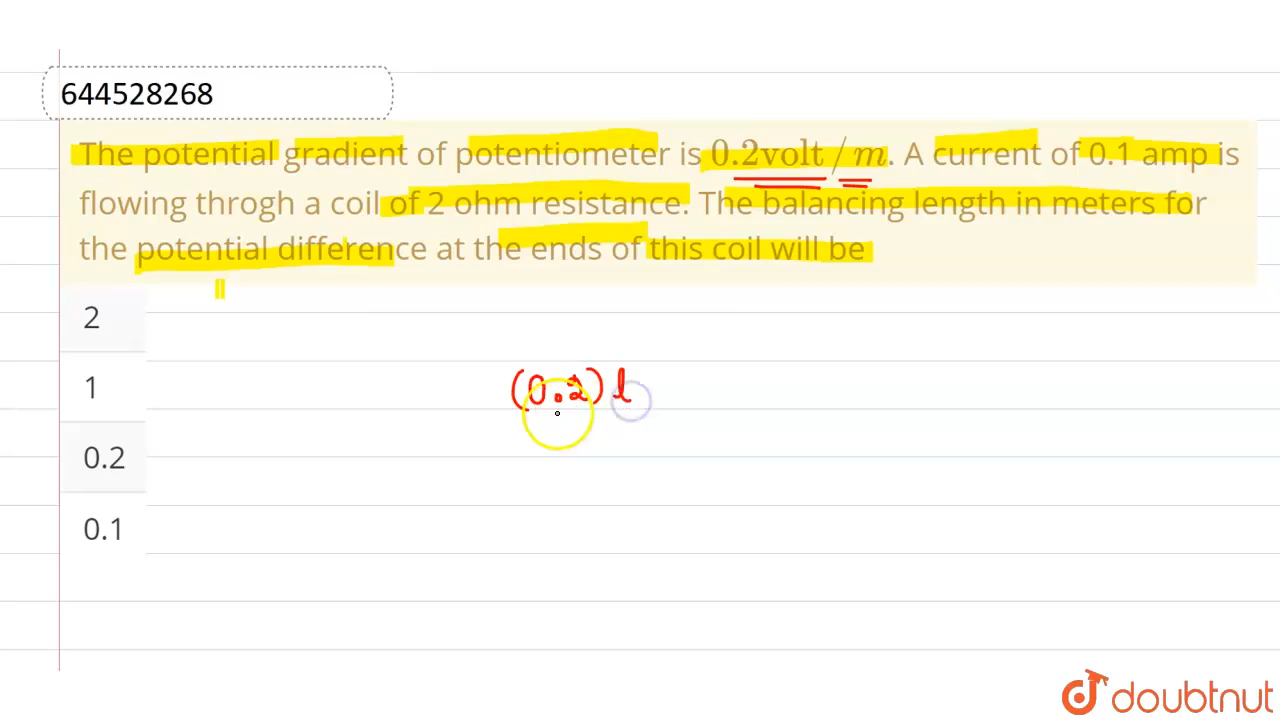 644528268
The potential gradient of potentiometer is 0.2volt/m. A current of 0.1 amp is
flowing throgh a coil of 2 ohm resistance. The balancing length in meters for
the potential difference at the ends of this coil will be
2
(0.2) l
1
0.2
0.1
doubtnut